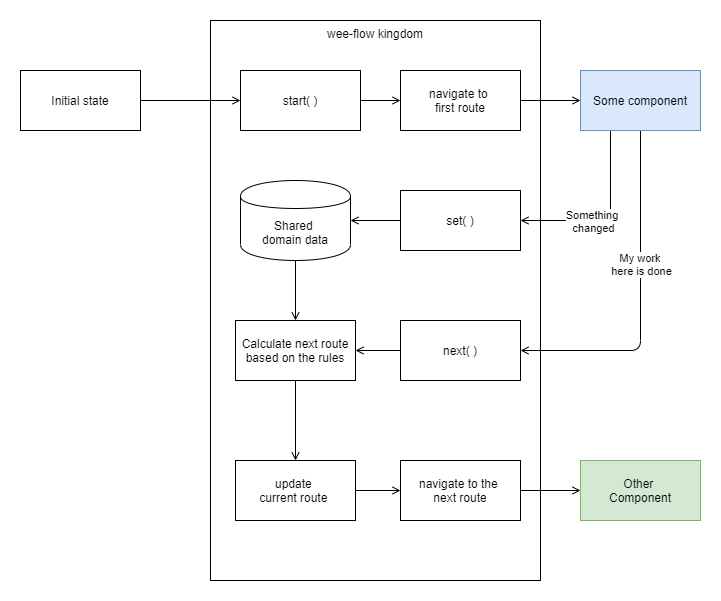 wee-flow kingdom
Initial state
start( )
navigate to
first route
Some component
Shared
domain data
set( )
Something
changed
My work
here is done
Calculate next route
based on the rules
next( )
update
current route
navigate to the
next route
Other
Component